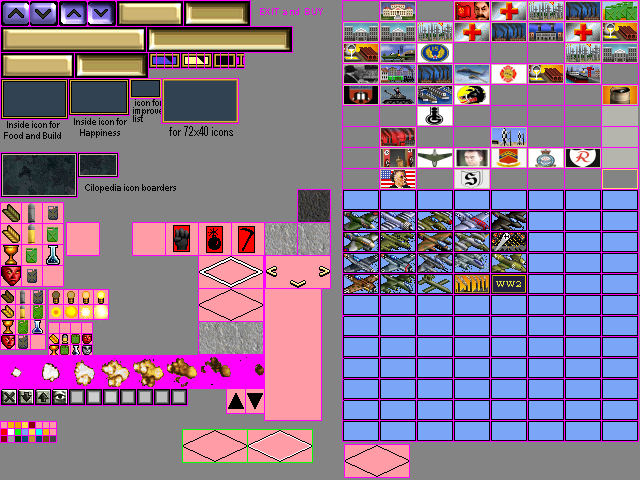 EXIT and BUY
Inside icon for
Food and Build
Inside icon for
Happiness
icon for
improve
list
for 72x40 icons
Cilopedia icon boarders
R
S
WW2